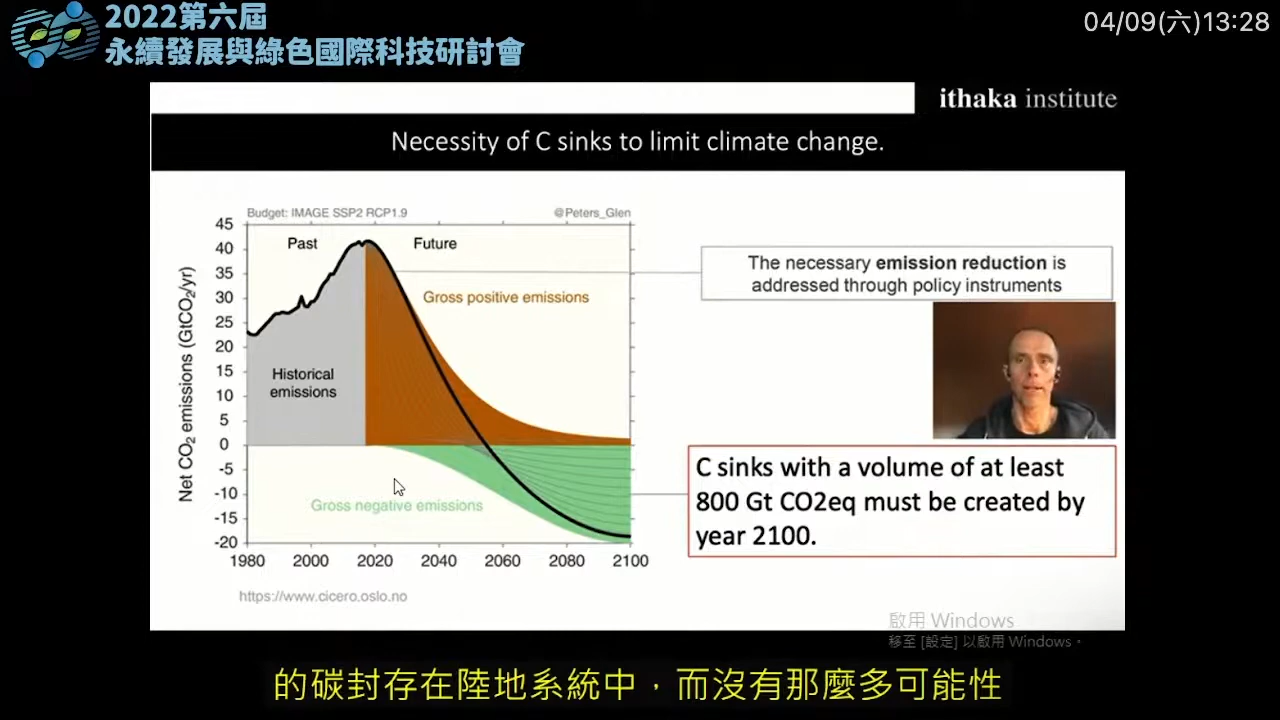 2022第六屆
永續發展與綠色國際科技研討會
04/09(六)13:28
ithaka institute
Necessity of C sinks to limit climate change.
Budget: IMAGE SSP2 RCP1.9
@Peters_Glen
Past
Future
Gross positive emissions
Historical
emissions
Gross negative emissions
Net CO2 emissions (GtCO2/yr)
45
40
35
30
25
20
15
10
5
0
-5
-10
-15
-20
1980
2000
2020
2040
2060
2080
2100
https://www.cicero.oslo.no
The necessary emission reduction is
addressed through policy instruments
C sinks with a volume of at least
800 Gt CO2eq must be created by
year 2100.
啟用 Windows
移至 [設定] 以啟用 Windows。
的碳封存在陸地系統中，而沒有那麼多可能性